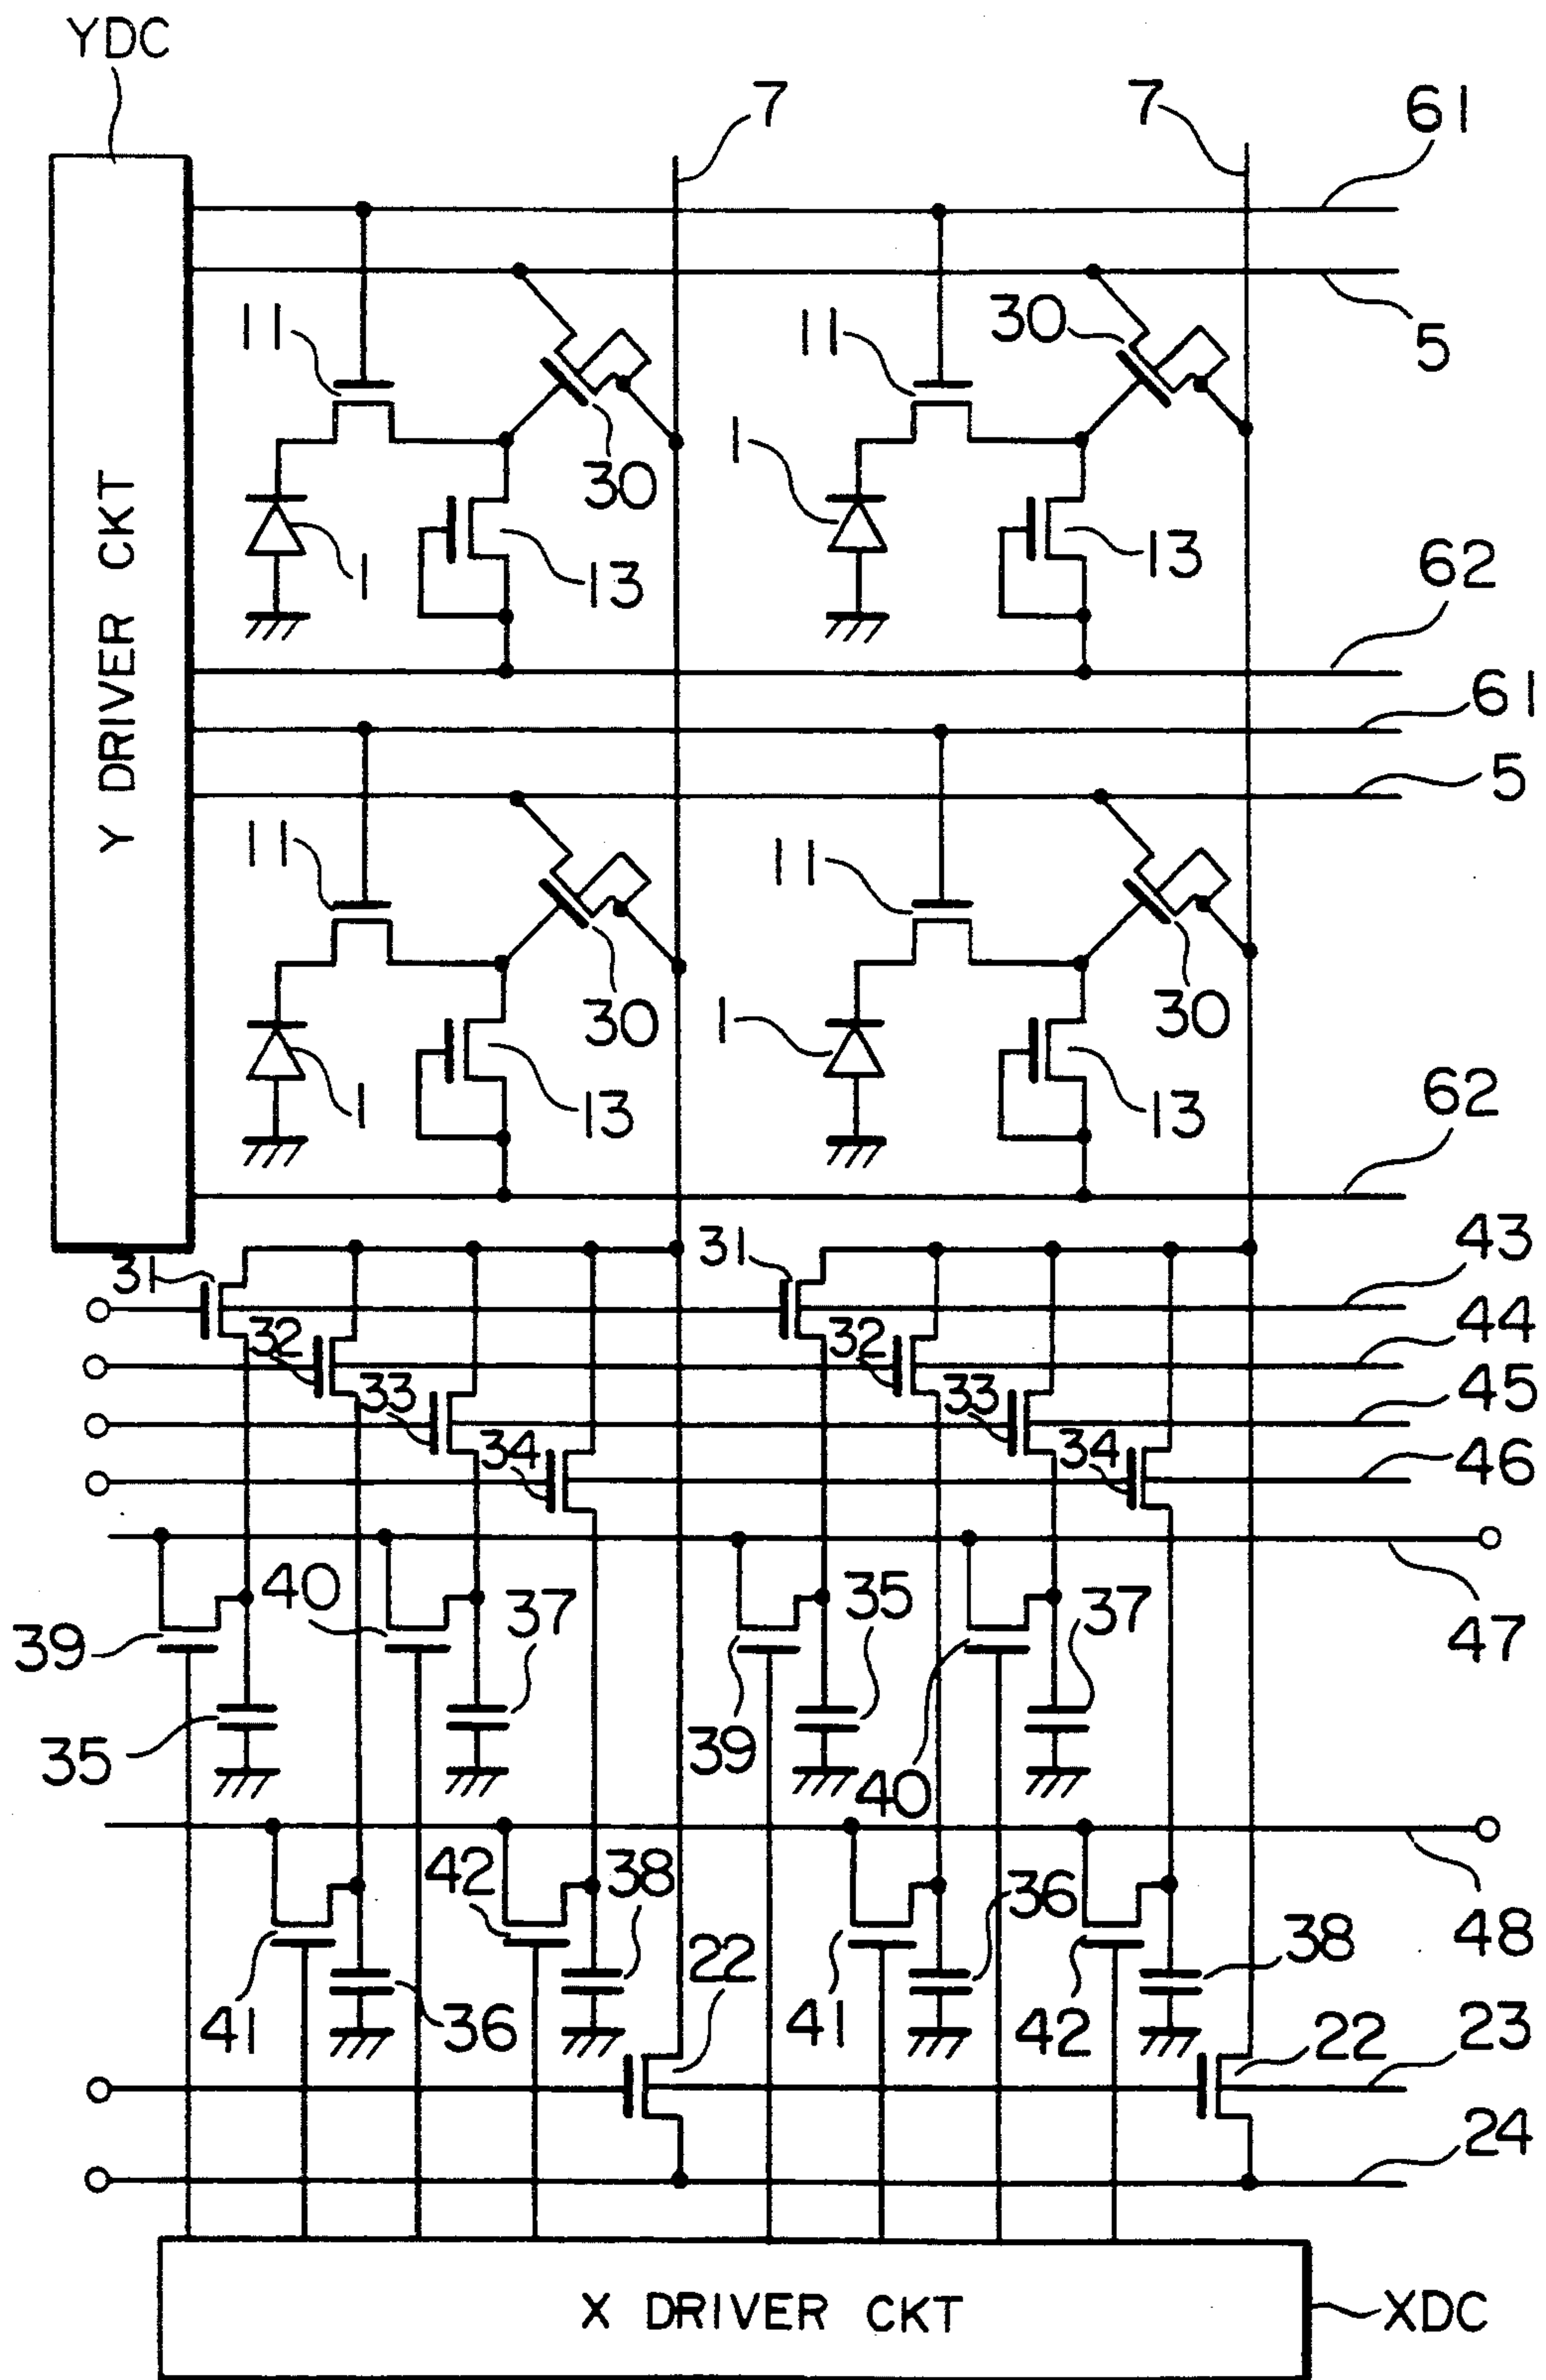 YDC
7 7 61
5
11 11 30
1
30
Y DRIVER CKT
1 13 13 62
61
5
11 11
30 1 30
1 13 13 62
31 31 43
32 32 44
33 33 45
34 34 46
40 37 35 37
39 47
35 39 40
42 38 36 48
22 38
41 36 41 42 22 23
24
X DRIVER CKT XDC